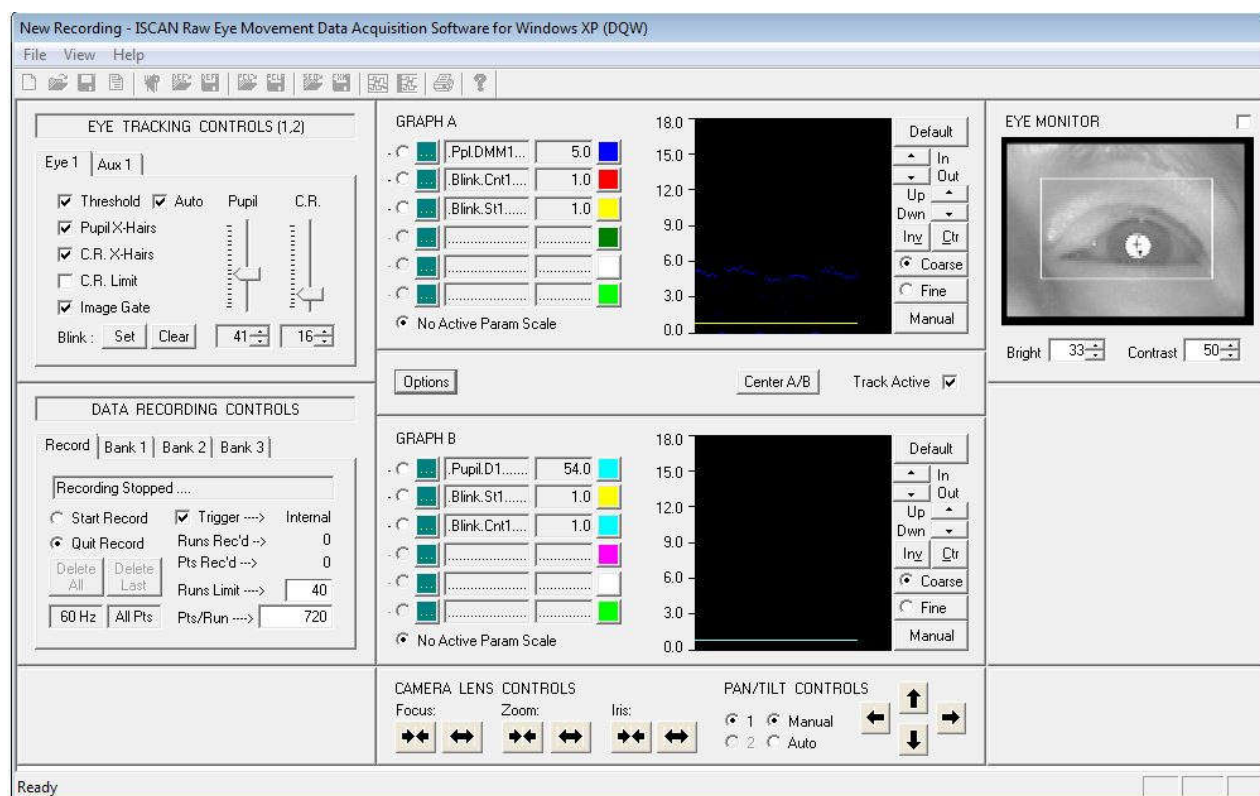 New Recording - ISCAN Raw Eye Movement Data Acquisition Software for Windows XP (DQW)
File View Help
EYE TRACKING CONTROLS (1,2)
Eye 1 Aux 1
Threshold Auto Pupil C.R.
Pupil X-Hairs
C.R. X-Hairs
C.R. Limit
Image Gate
Blink : Set Clear 41 16
DATA RECORDING CONTROLS
Record Bank 1 Bank 2 Bank 3
Recording Stopped ....
Start Record Trigger ----> Internal
Quit Record Runs Rec'd --> 0
Delete All Delete Last Pts Rec'd ---> 0
Runs Limit ----> 40
60 Hz All Pts Pts/Run ----> 720
GRAPH A
.Ppl.DMM1... 5.0
.Blink.Cnt1.... 1.0
.Blink.St1...... 1.0
No Active Param Scale
18.0
15.0
12.0
9.0
6.0
3.0
0.0
Default
In
Out
Up
Dwn
Inv Ctr
Coarse
Fine
Manual
Options Center A/B Track Active
GRAPH B
.Pupil.D1....... 54.0
.Blink.St1...... 1.0
.Blink.Cnt1.... 1.0
No Active Param Scale
18.0
15.0
12.0
9.0
6.0
3.0
0.0
Default
In
Out
Up
Dwn
Inv Ctr
Coarse
Fine
Manual
CAMERA LENS CONTROLS
Focus: Zoom: Iris:
PAN/TILT CONTROLS
1 Manual
2 Auto
EYE MONITOR
Bright 33 Contrast 50
Ready